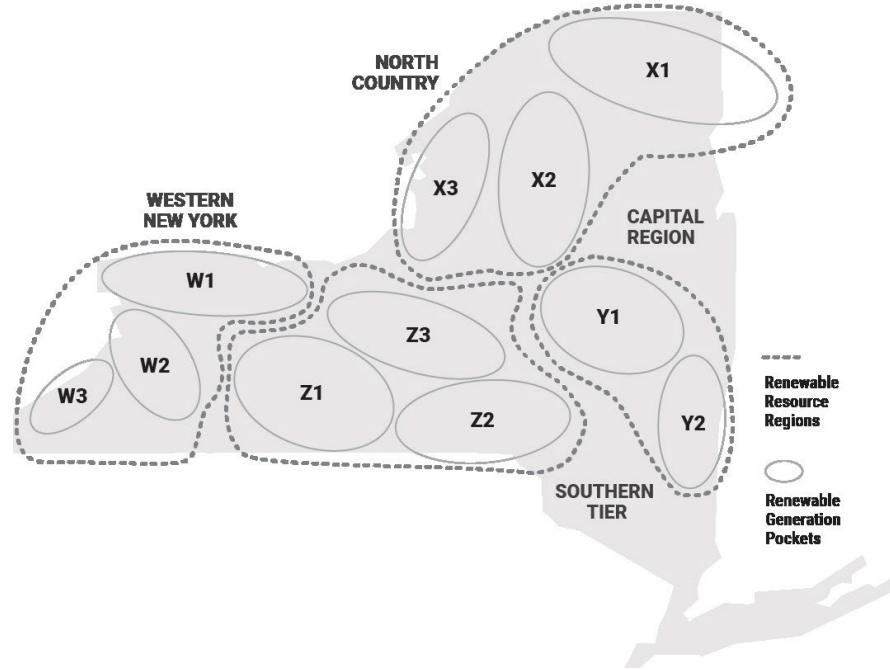 NORTH
COUNTRY
X1
X2
X3
WESTERN
NEW YORK
CAPITAL
REGION
W1
W2
W3
Z3
Z1
Z2
Y1
Y2
SOUTHERN
TIER
Renewable
Resource
Regions
Renewable
Generation
Pockets